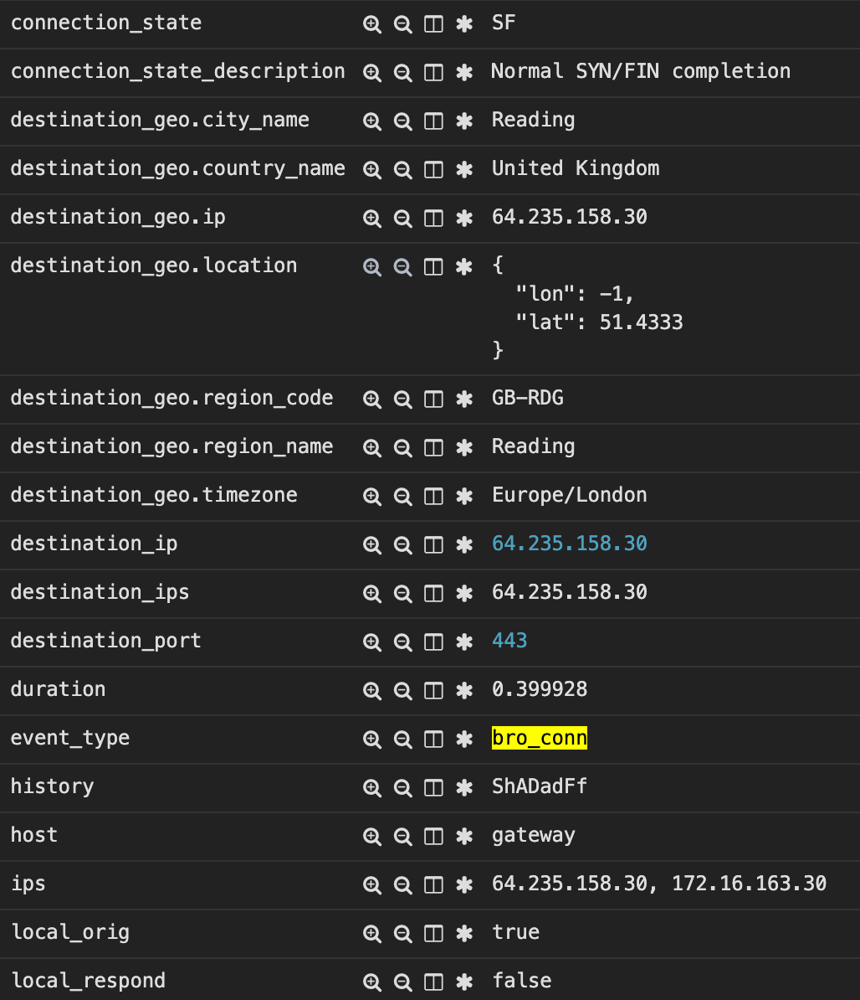 connection_state SF
connection_state_description Normal SYN/FIN completion
destination_geo.city_name Reading
destination_geo.country_name United Kingdom
destination_geo.ip 64.235.158.30
destination_geo.location {
"lon": -1,
"lat": 51.4333
}
destination_geo.region_code GB-RDG
destination_geo.region_name Reading
destination_geo.timezone Europe/London
destination_ip 64.235.158.30
destination_ips 64.235.158.30
destination_port 443
duration 0.399928
event_type bro_conn
history ShADadFf
host gateway
ips 64.235.158.30, 172.16.163.30
local_orig true
local_respond false